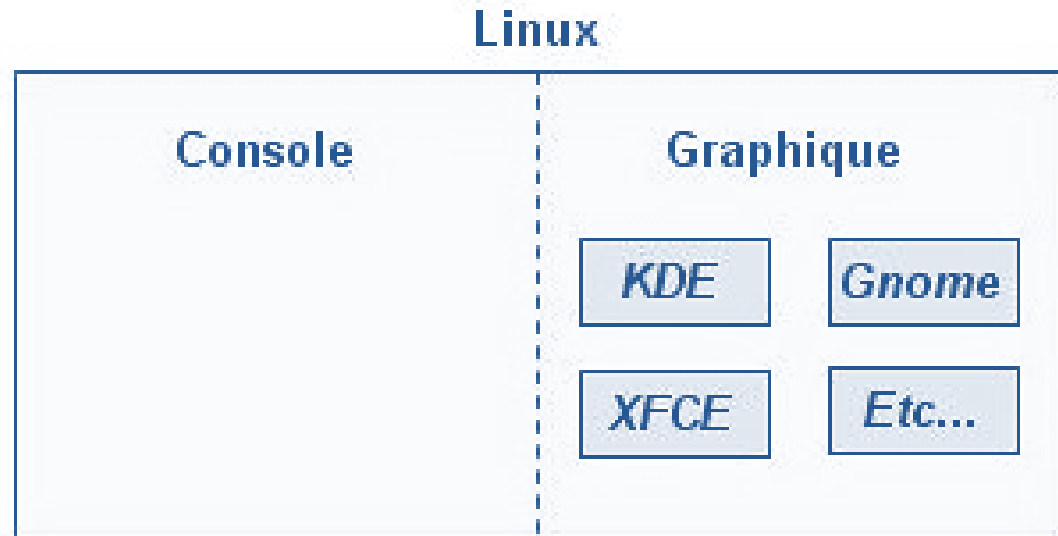 Linux
Console
Graphique
KDE
Gnome
XFCE
Etc...